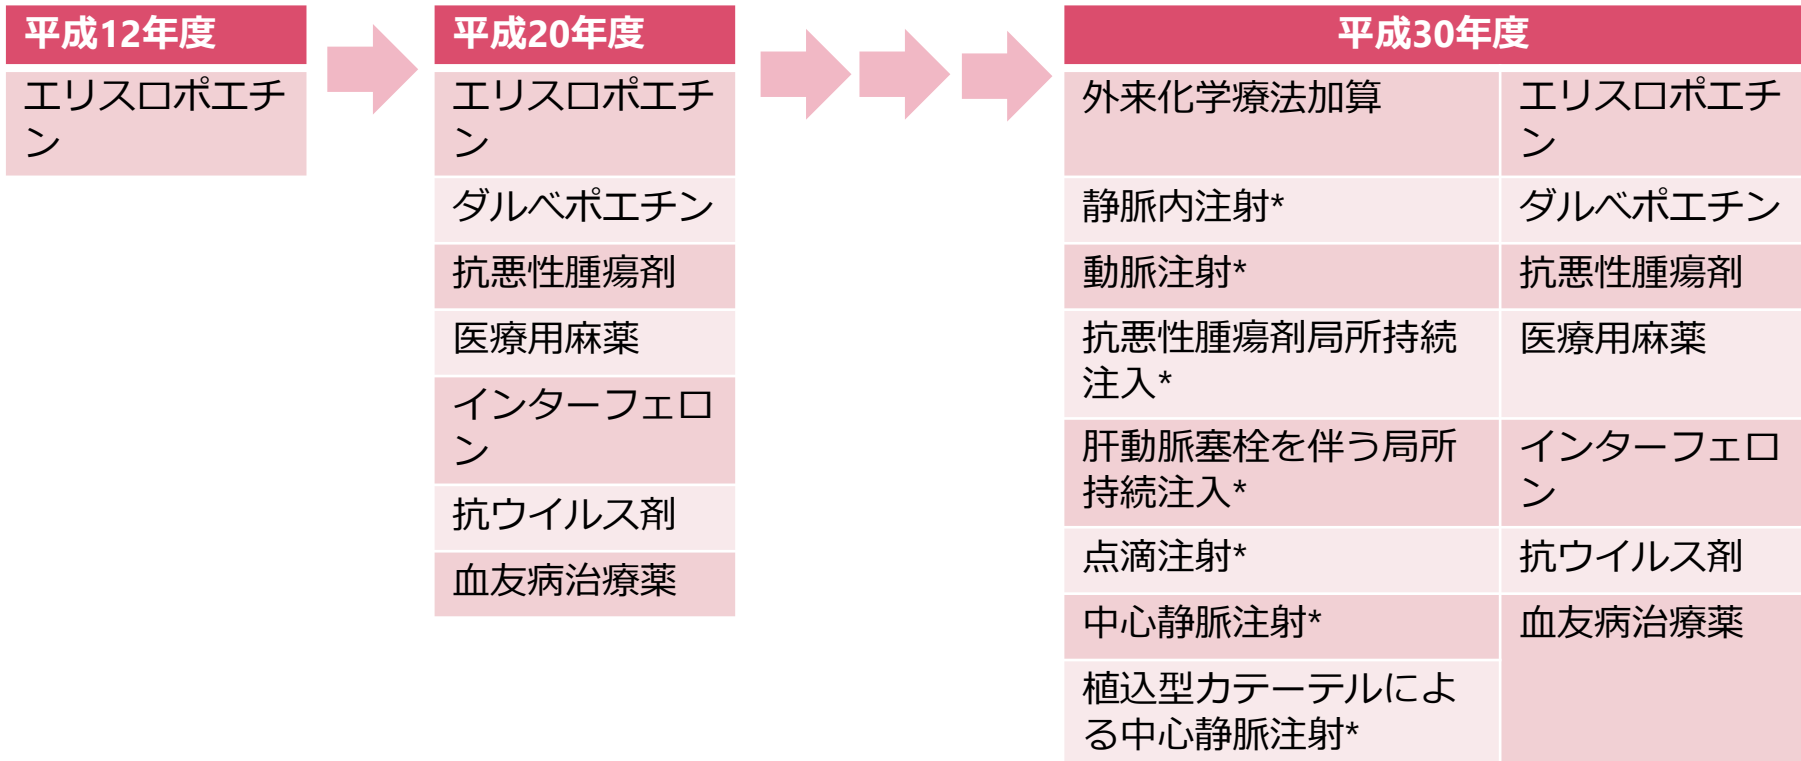 平成12年度
エリスロポエチ
ン
平成20年度
エリスロポエチ
ン
ダルベポエチン
抗悪性腫瘍剤
医療用麻薬
インターフェロ
ン
抗ウイルス剤
血友病治療薬
平成30年度
外来化学療法加算
静脈内注射*
動脈注射*
抗悪性腫瘍剤局所持続
注入*
肝動脈塞栓を伴う局所
持続注入*
点滴注射*
中心静脈注射*
植込型カテーテルによ
る中心静脈注射*
エリスロポエチ
ン
ダルベポエチン
抗悪性腫瘍剤
医療用麻薬
インターフェロ
ン
抗ウイルス剤
血友病治療薬